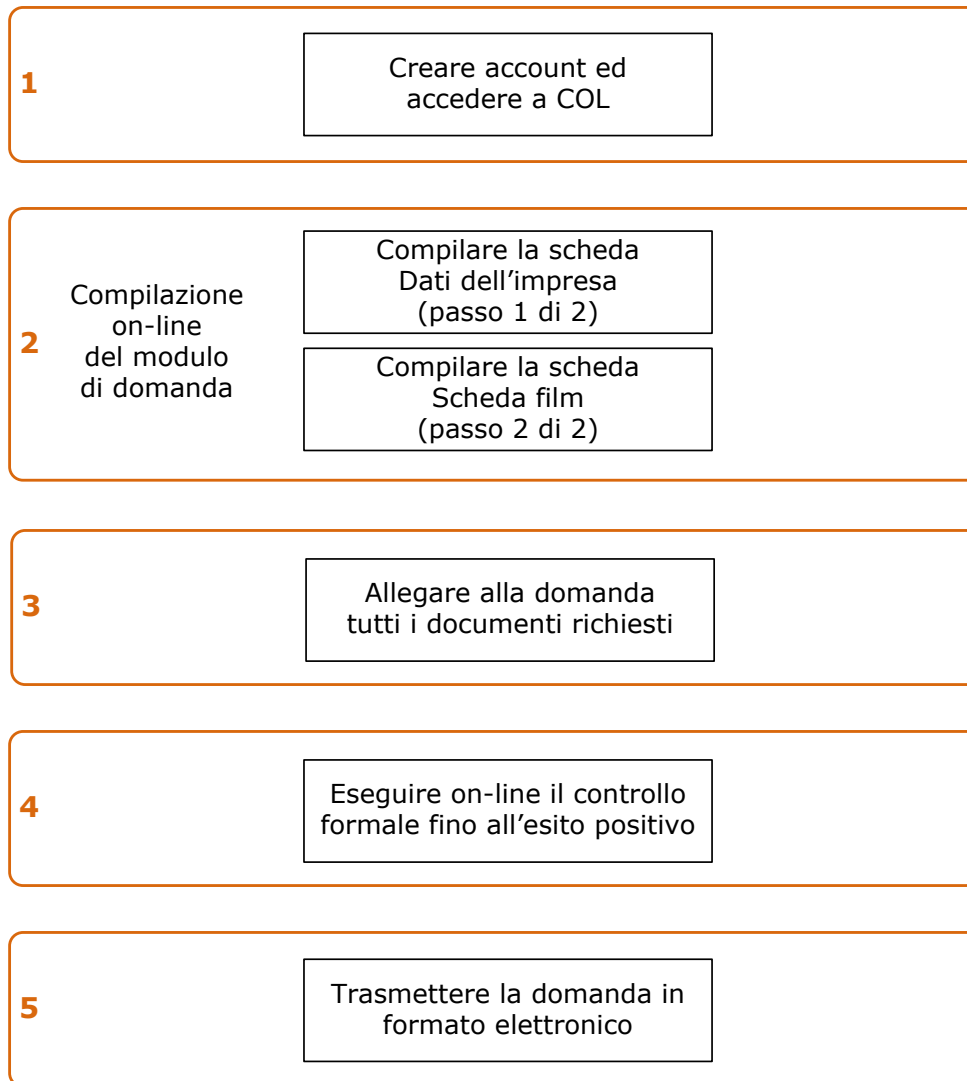 1
Creare account ed
accedere a COL
2
Compilazione
on-line
del modulo
di domanda
Compilare la scheda
Dati dell’impresa
(passo 1 di 2)
Compilare la scheda
Scheda film
(passo 2 di 2)
3
Allegare alla domanda
tutti i documenti richiesti
4
Eseguire on-line il controllo
formale fino all’esito positivo
5
Trasmettere la domanda in
formato elettronico